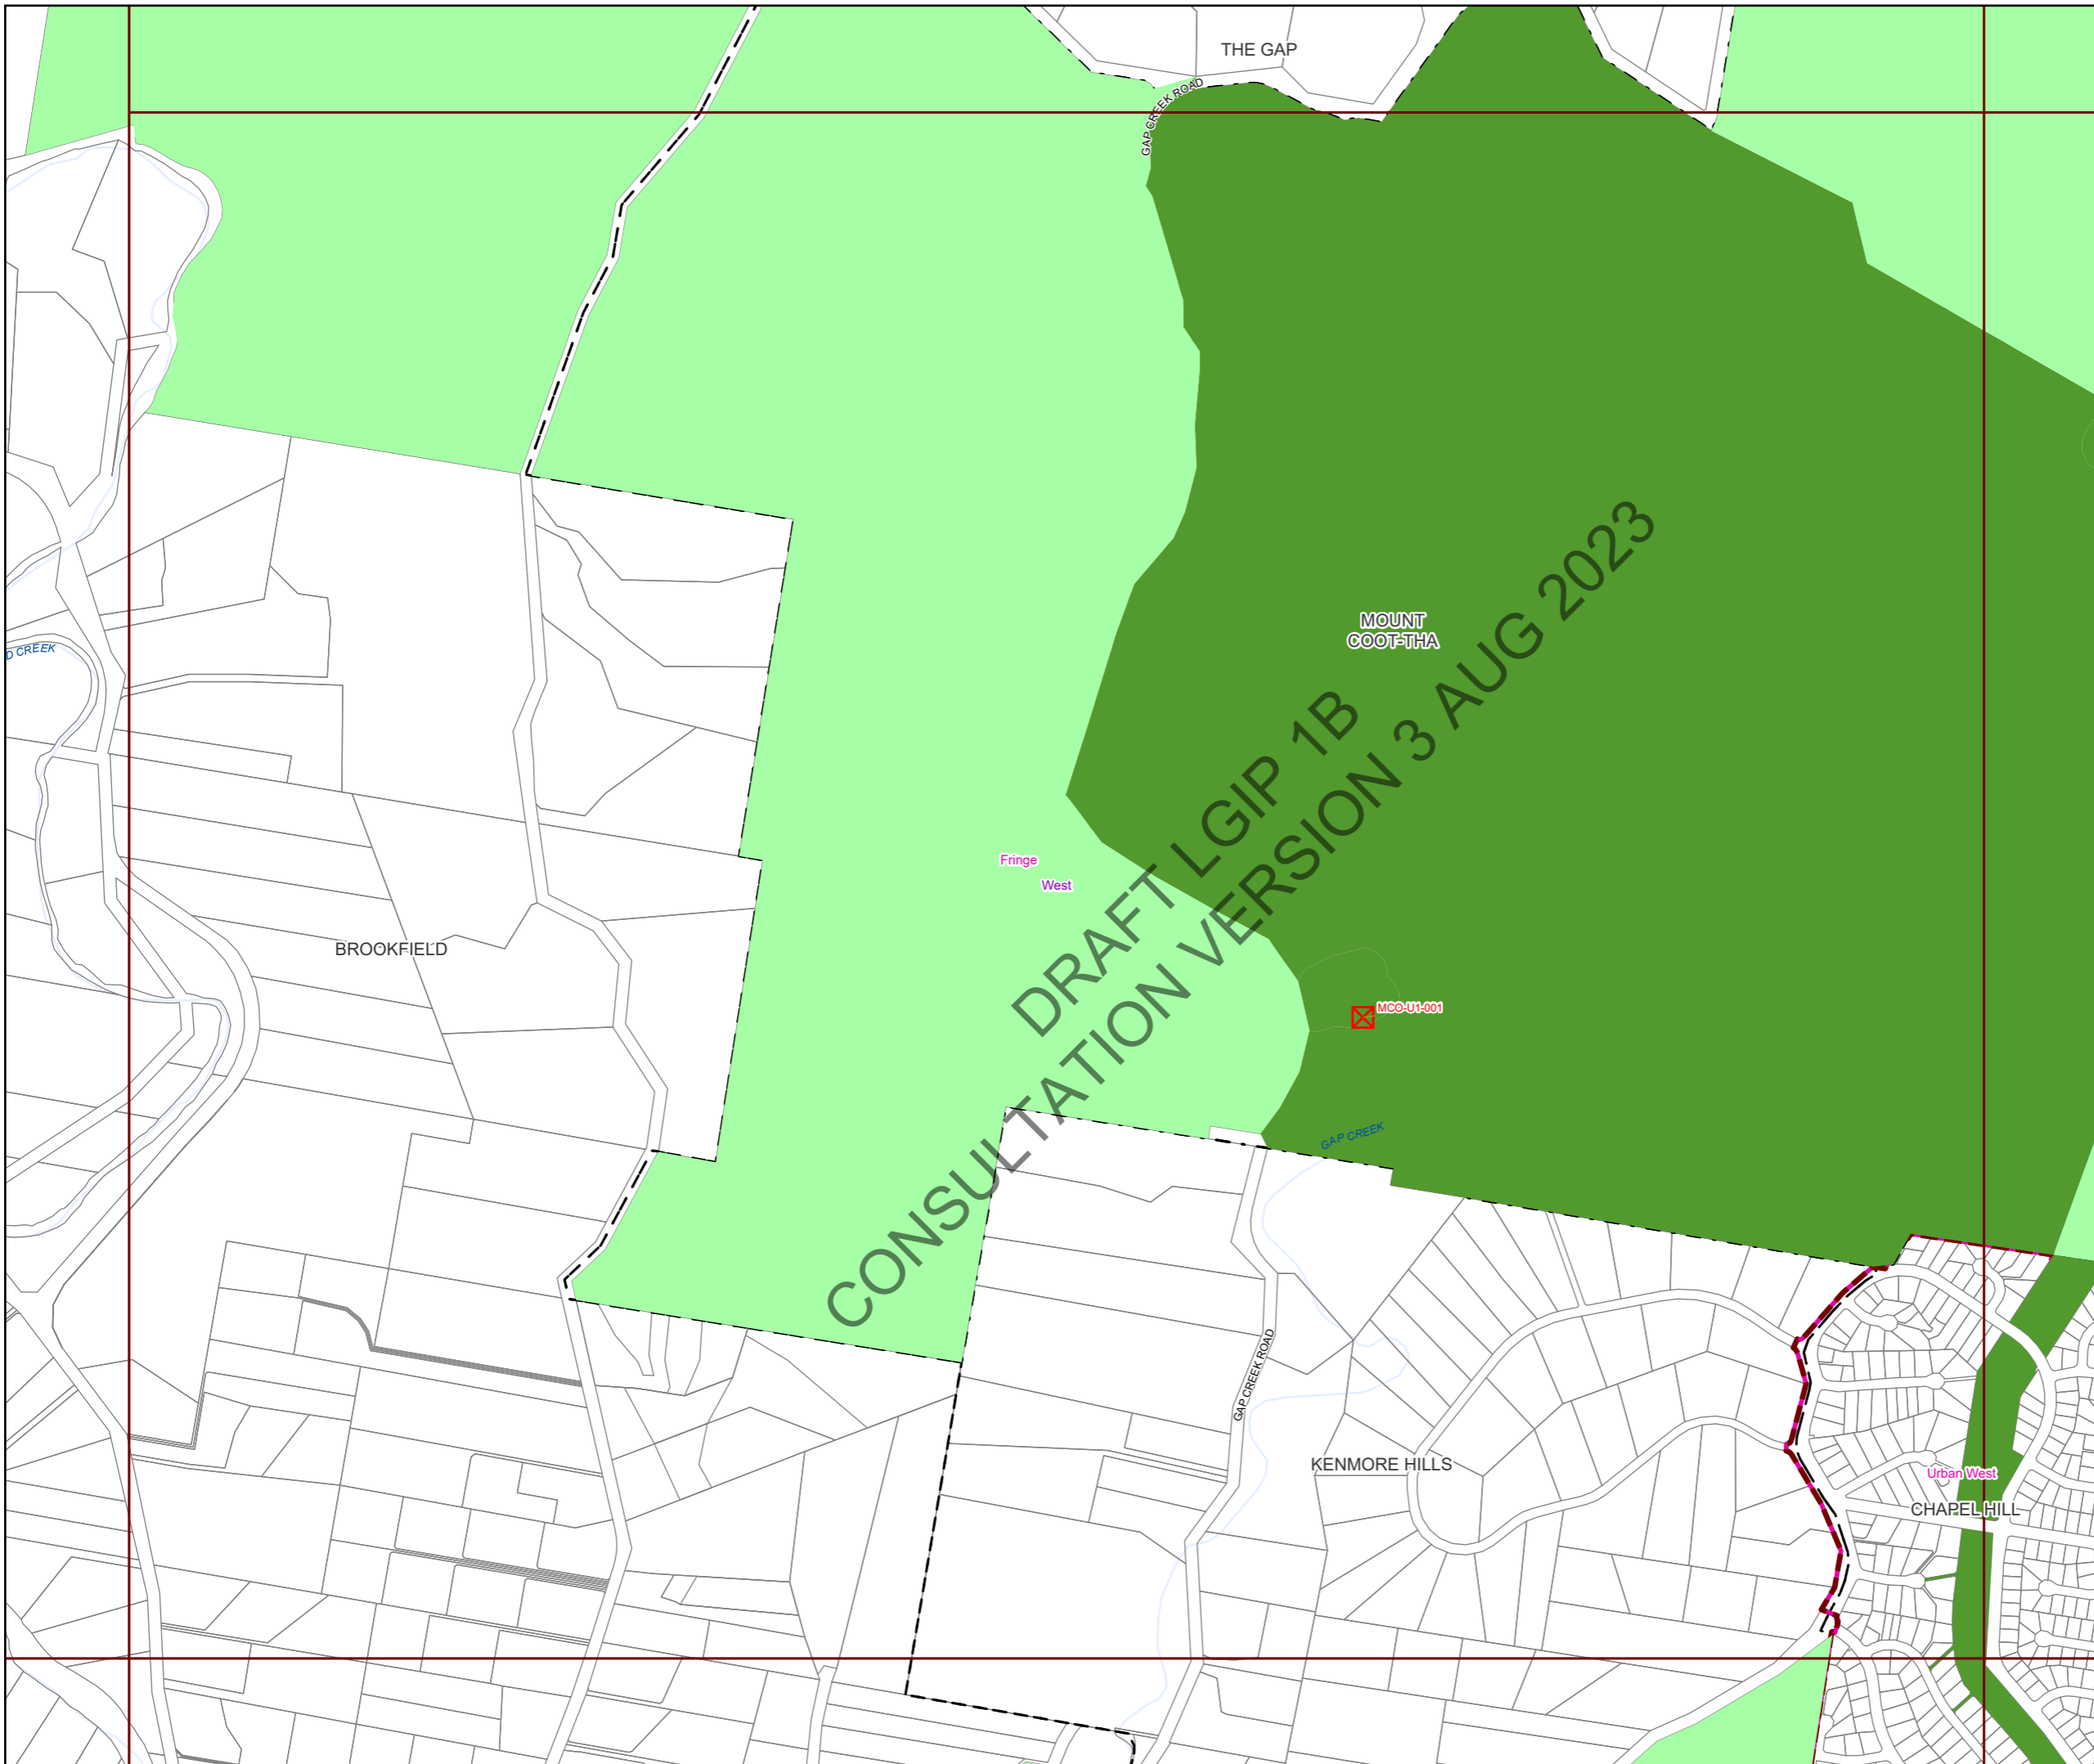 THE GAP
GAP CREEK ROAD
MOUNT
COOT-THA
D CREEK
DRAFT LGIP 1B
CONSULTATION VERSION 3 AUG 2023
Fringe
West
BROOKFIELD
MCO-U1-001
GAP CREEK
GAP CREEK ROAD
KENMORE HILLS
Urban West
CHAPEL HILL